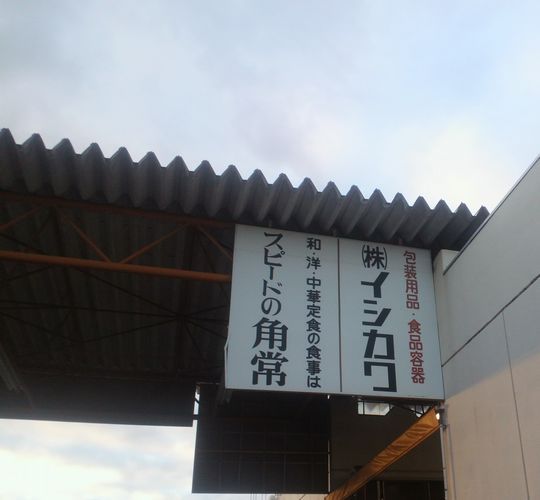 包装用品・食品容器
㈱イシカワ
和・洋・中華定食の食事は
スピードの角常